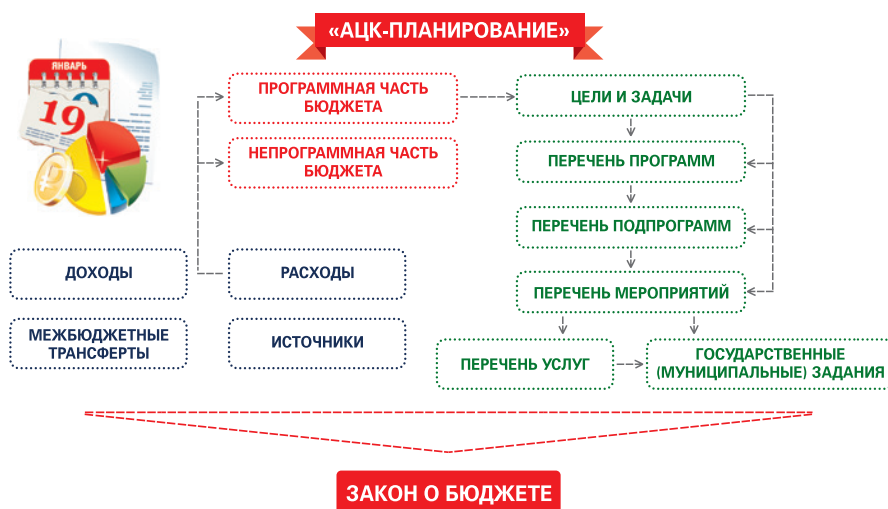 «АЦК-ПЛАНИРОВАНИЕ»
ЯНВАРЬ
19
ПРОГРАММНАЯ ЧАСТЬ
БЮДЖЕТА
НЕПРОГРАММНАЯ ЧАСТЬ
БЮДЖЕТА
ЦЕЛИ И ЗАДАЧИ
ПЕРЕЧЕНЬ ПРОГРАММ
ПЕРЕЧЕНЬ ПОДПРОГРАММ
ПЕРЕЧЕНЬ МЕРОПРИЯТИЙ
ДОХОДЫ
РАСХОДЫ
МЕЖБЮДЖЕТНЫЕ
ТРАНСФЕРТЫ
ИСТОЧНИКИ
ПЕРЕЧЕНЬ УСЛУГ
ГОСУДАРСТВЕННЫЕ
(МУНИЦИПАЛЬНЫЕ) ЗАДАНИЯ
ЗАКОН О БЮДЖЕТЕ